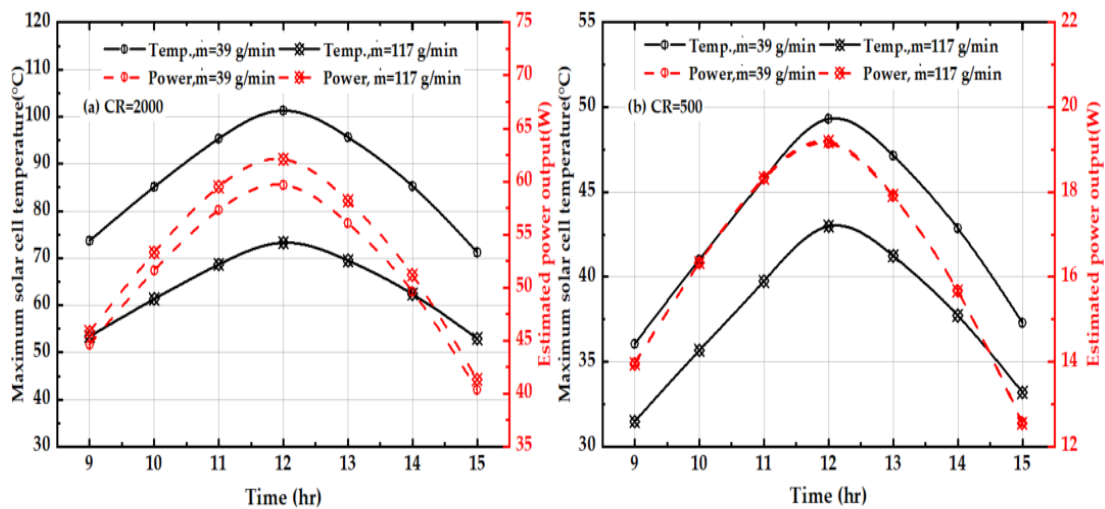 Maximum solar cell temperature(°C)
120
110
100
90
80
70
60
50
40
30
Temp.,ṁ=39 g/min
Temp.,ṁ=117 g/min
Power,ṁ=39 g/min
Power, ṁ=117 g/min
(a) CR=2000
75
70
65
60
55
50
45
40
35
Estimated power output(W)
9 10 11 12 13 14 15
Time (hr)
Maximum solar cell temperature(°C)
55
50
45
40
35
30
Temp.,ṁ=39 g/min
Temp.,ṁ=117 g/min
Power,ṁ=39 g/min
Power, ṁ=117 g/min
(b) CR=500
22
20
18
16
14
12
Estimated power output(W)
9 10 11 12 13 14 15
Time (hr)